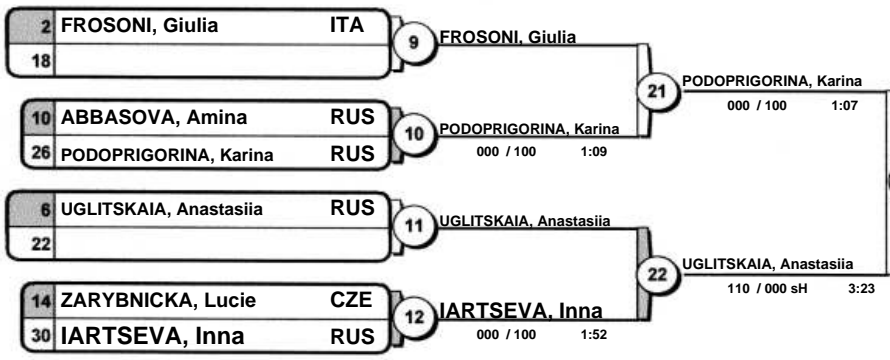 2 FROSONI, Giulia ITA
18
9
FROSONI, Giulia
10 ABBASOVA, Amina RUS
26 PODOPRIGORINA, Karina RUS
10
PODOPRIGORINA, Karina
000 / 100 1:09
21
PODOPRIGORINA, Karina
000 / 100 1:07
6 UGLITSKAIA, Anastasiia RUS
22
11
UGLITSKAIA, Anastasiia
14 ZARYBNICKA, Lucie CZE
30 IARTSEVA, Inna RUS
12
IARTSEVA, Inna
000 / 100 1:52
22
UGLITSKAIA, Anastasiia
110 / 000 sH 3:23